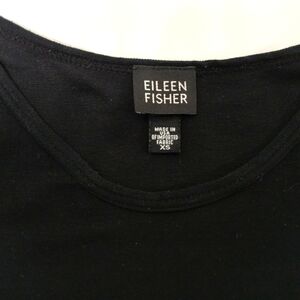 EILEEN
FISHER
MADE IN
USA
OF IMPORTED
FABRIC
XS